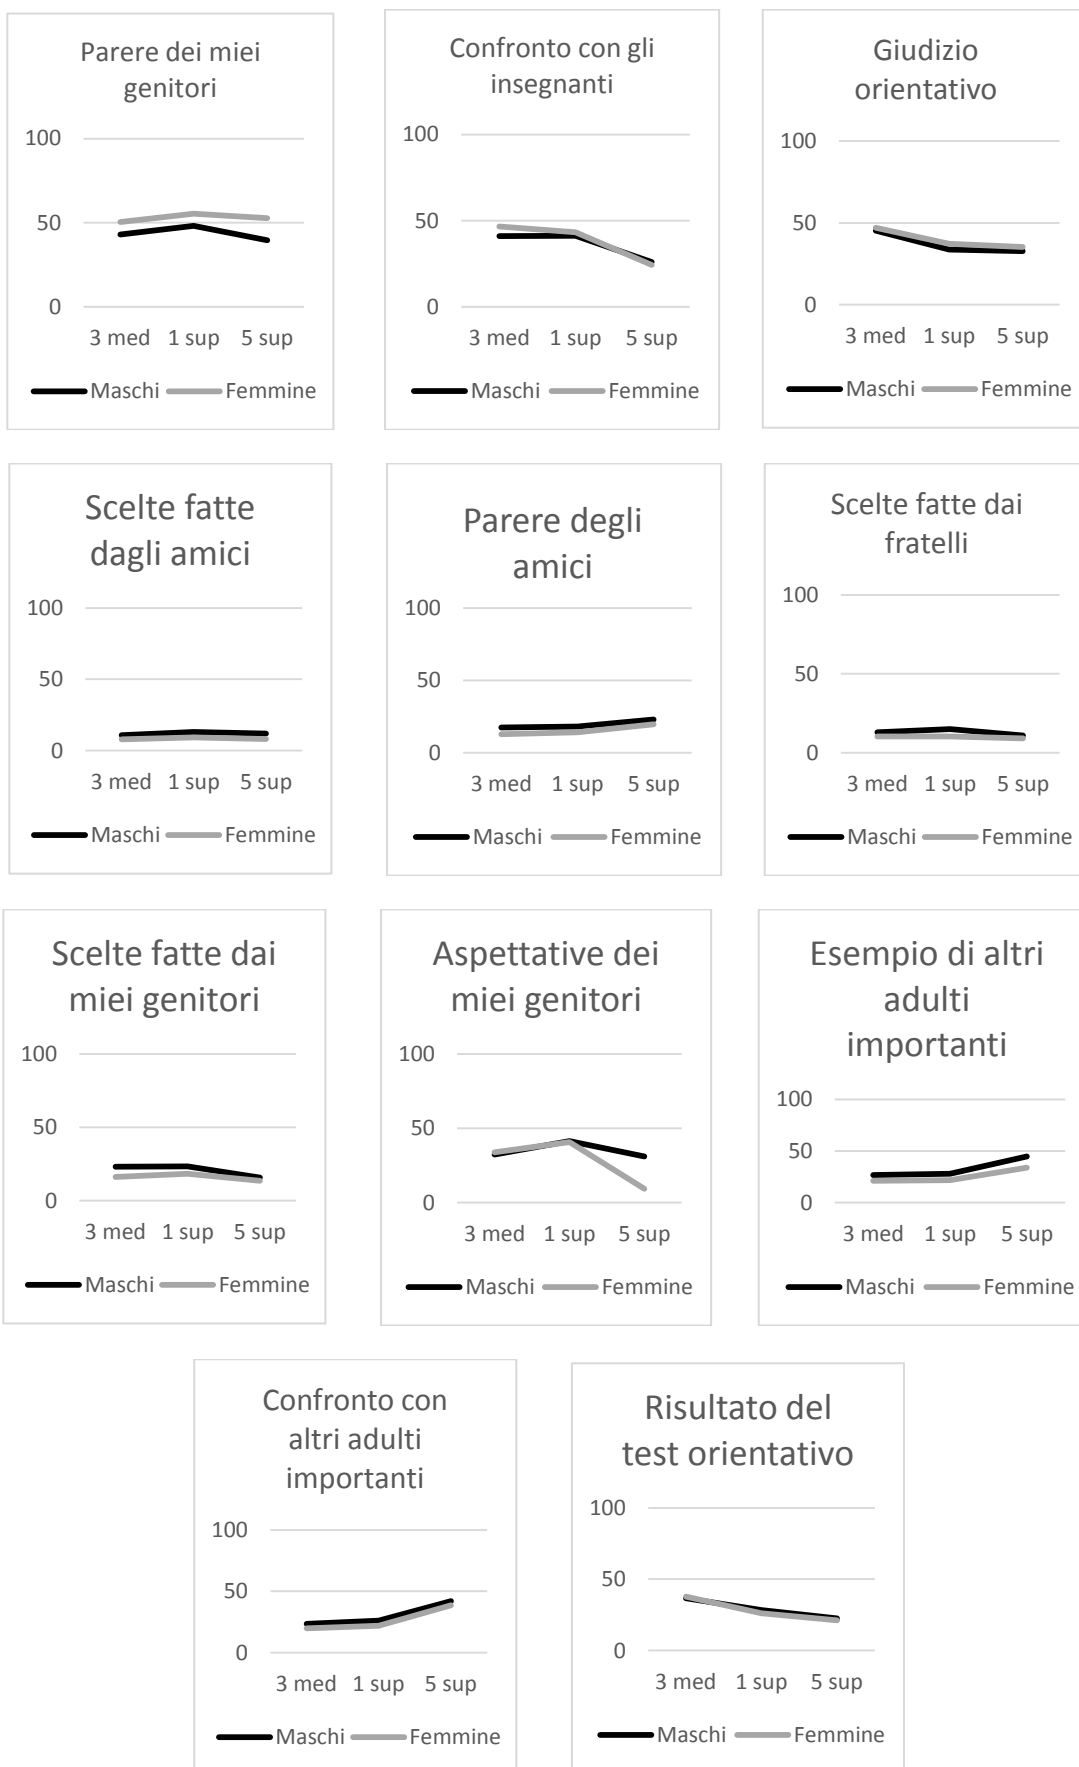 Parere dei miei
genitori
100
50
0
3 med 1 sup 5 sup
Maschi Femmine
Confronto con gli
insegnanti
100
50
0
3 med 1 sup 5 sup
Maschi Femmine
Giudizio
orientativo
100
50
0
3 med 1 sup 5 sup
Maschi Femmine
Scelte fatte
dagli amici
100
50
0
3 med 1 sup 5 sup
Maschi Femmine
Parere degli
amici
100
50
0
3 med 1 sup 5 sup
Maschi Femmine
Scelte fatte dai
fratelli
100
50
0
3 med 1 sup 5 sup
Maschi Femmine
Scelte fatte dai
miei genitori
100
50
0
3 med 1 sup 5 sup
Maschi Femmine
Aspettative dei
miei genitori
100
50
0
3 med 1 sup 5 sup
Maschi Femmine
Esempio di altri
adulti
importanti
100
50
0
3 med 1 sup 5 sup
Maschi Femmine
Confronto con
altri adulti
importanti
100
50
0
3 med 1 sup 5 sup
Maschi Femmine
Risultato del
test orientativo
100
50
0
3 med 1 sup 5 sup
Maschi Femmine